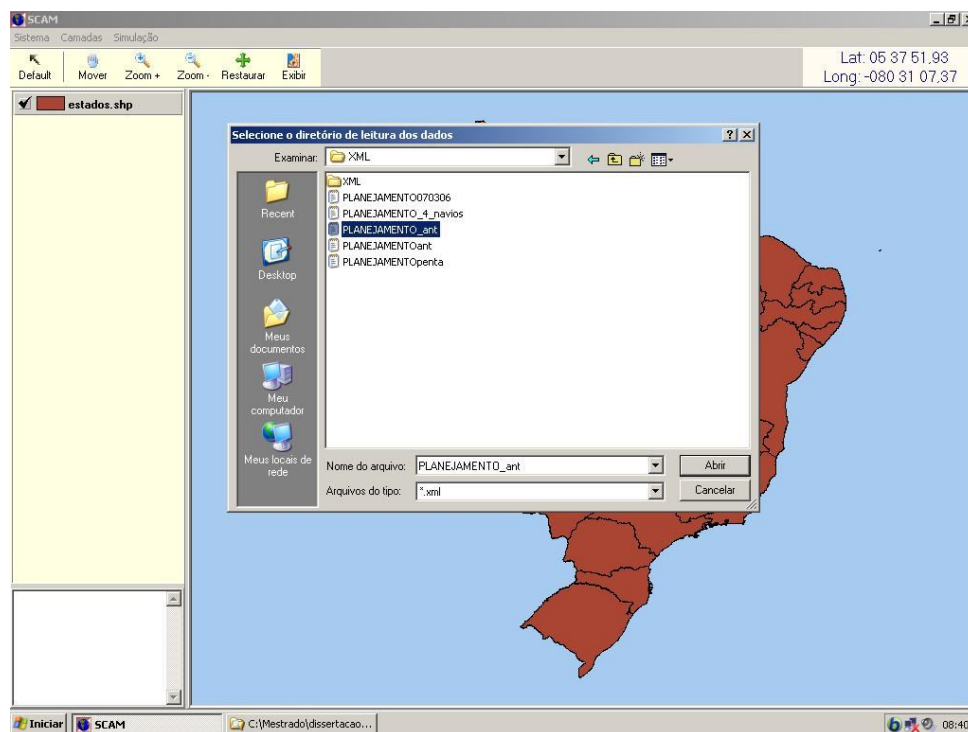 SCAM
Sistema Camadas Simulação
Default Mover Zoom + Zoom - Restaurar Exibir
Lat: 05 37 51,93
Long: -080 31 07,37
estados.shp
Selecione o diretório de leitura dos dados
Examinar: XML
Recent
Desktop
Meus documentos
Meu computador
Meus locais de rede
XML
PLANEJAMENTO070306
PLANEJAMENTO_4_navios
PLANEJAMENTO_ant
PLANEJAMENTOant
PLANEJAMENTOpenta
Nome do arquivo: PLANEJAMENTO_ant Abrir
Arquivos do tipo: *.xml Cancelar
Iniciar SCAM C:\Mestrado\dissertacao... 08:40